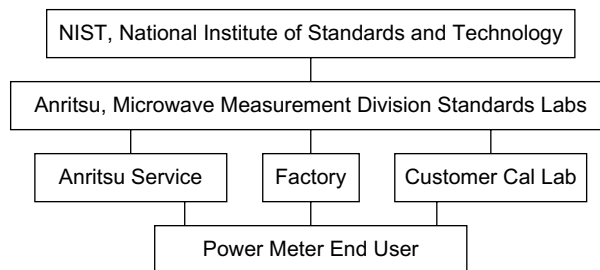 NIST, National Institute of Standards and Technology
Anritsu, Microwave Measurement Division Standards Labs
Anritsu Service
Factory
Customer Cal Lab
Power Meter End User